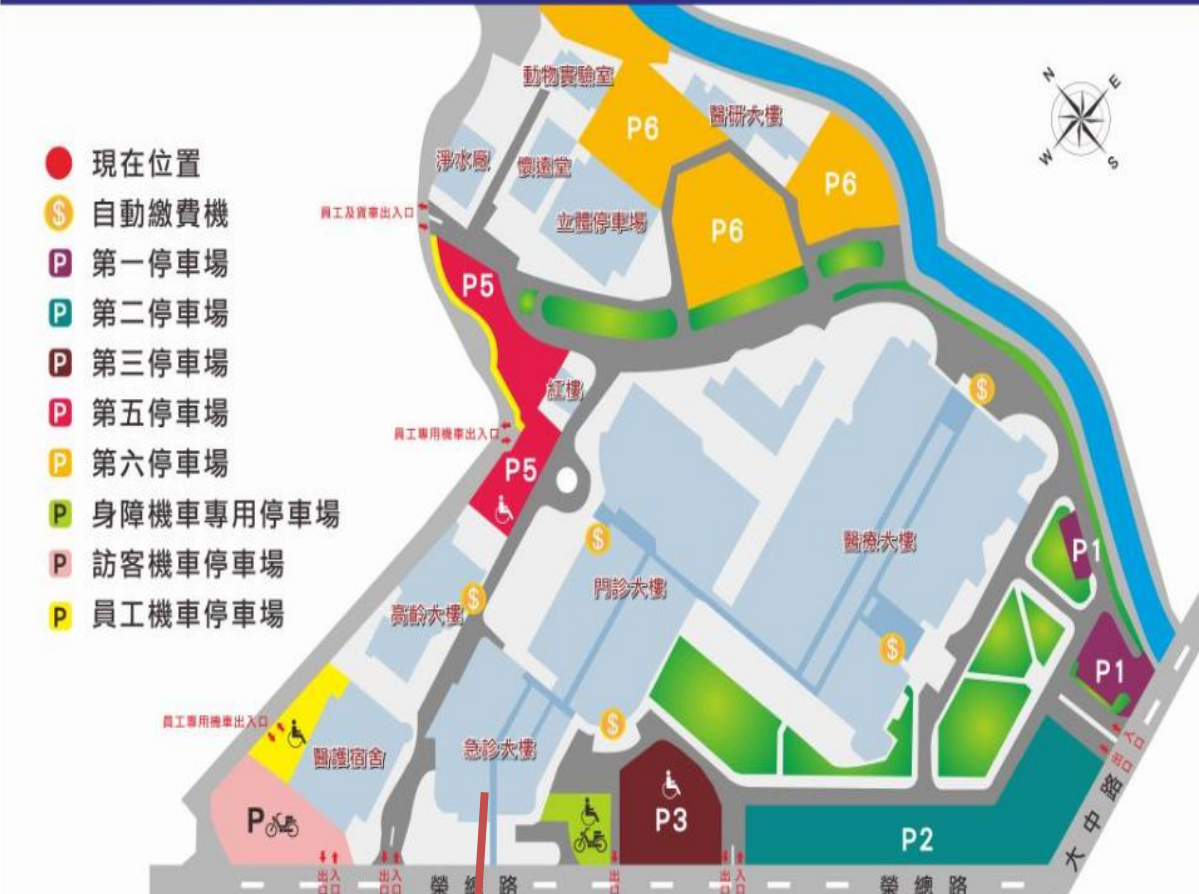 現在位置
$ 自動繳費機
P 第一停車場
P 第二停車場
P 第三停車場
P 第五停車場
P 第六停車場
P 身障機車專用停車場
P 訪客機車停車場
P 員工機車停車場
N
E
W
S
動物實驗室
P6
醫研大樓
淨水廠
懷遠堂
P6
員工及貨車出入口
立體停車場
P6
P5
紅樓
$
員工專用機車出入口
P5
$
醫療大樓
P1
門診大樓
$
高齡大樓
$
P1
員工專用機車出入口
$
急診大樓
醫護宿舍
入口
出口
P
P3
P2
大中路
出口
入口
出口
入口
榮總路
出口
出口
入口
榮總路